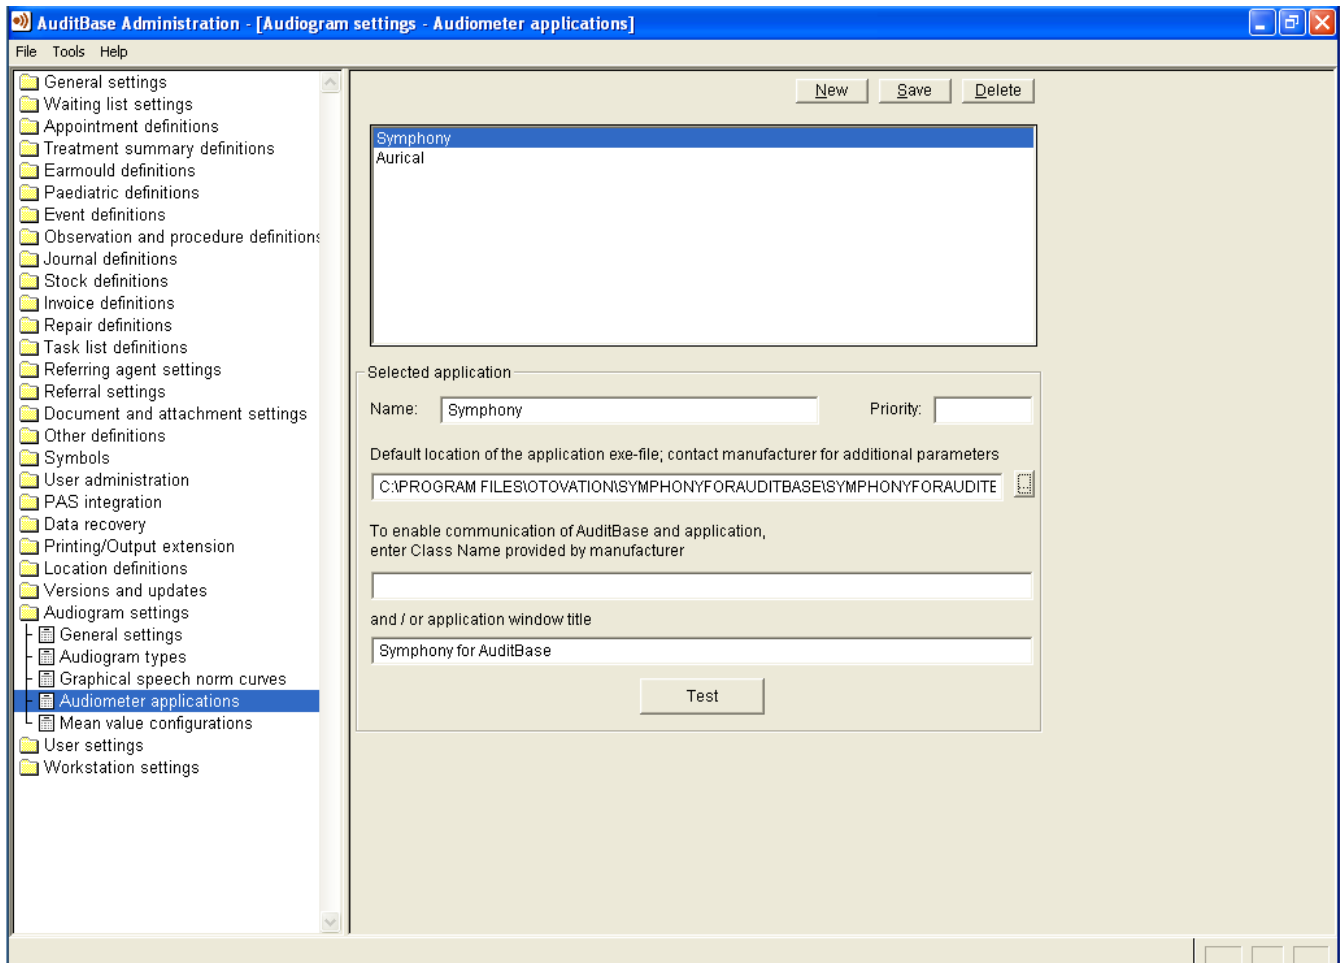 AuditBase Administration - [Audiogram settings - Audiometer applications]
File Tools Help
General settings
Waiting list settings
Appointment definitions
Treatment summary definitions
Earmould definitions
Paediatric definitions
Event definitions
Observation and procedure definitions
Journal definitions
Stock definitions
Invoice definitions
Repair definitions
Task list definitions
Referring agent settings
Referral settings
Document and attachment settings
Other definitions
Symbols
User administration
PAS integration
Data recovery
Printing/Output extension
Location definitions
Versions and updates
Audiogram settings
General settings
Audiogram types
Graphical speech norm curves
Audiometer applications
Mean value configurations
User settings
Workstation settings
New Save Delete
Symphony
Aurical
Selected application
Name: Symphony Priority:
Default location of the application exe-file; contact manufacturer for additional parameters
C:\PROGRAM FILES\OTOVATION\SYMPHONYFORAUDITBASE\SYMPHONYFORAUDITE
...
To enable communication of AuditBase and application,
enter Class Name provided by manufacturer
and / or application window title
Symphony for AuditBase
Test